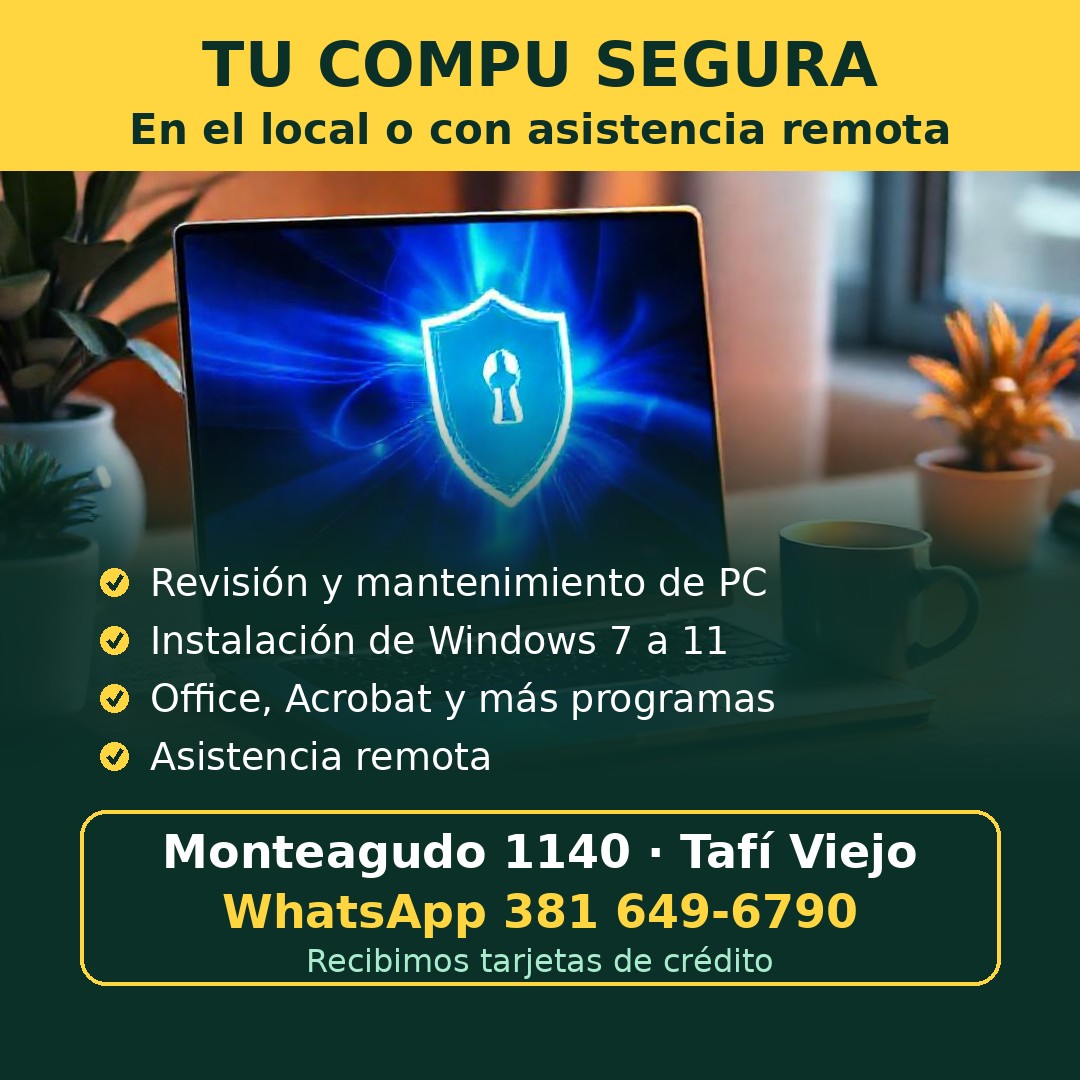 TU COMPU SEGURA
En el local o con asistencia remota
Revisión y mantenimiento de PC
Instalación de Windows 7 a 11
Office, Acrobat y más programas
Asistencia remota
Monteagudo 1140 · Tafí Viejo
WhatsApp 381 649-6790
Recibimos tarjetas de crédito